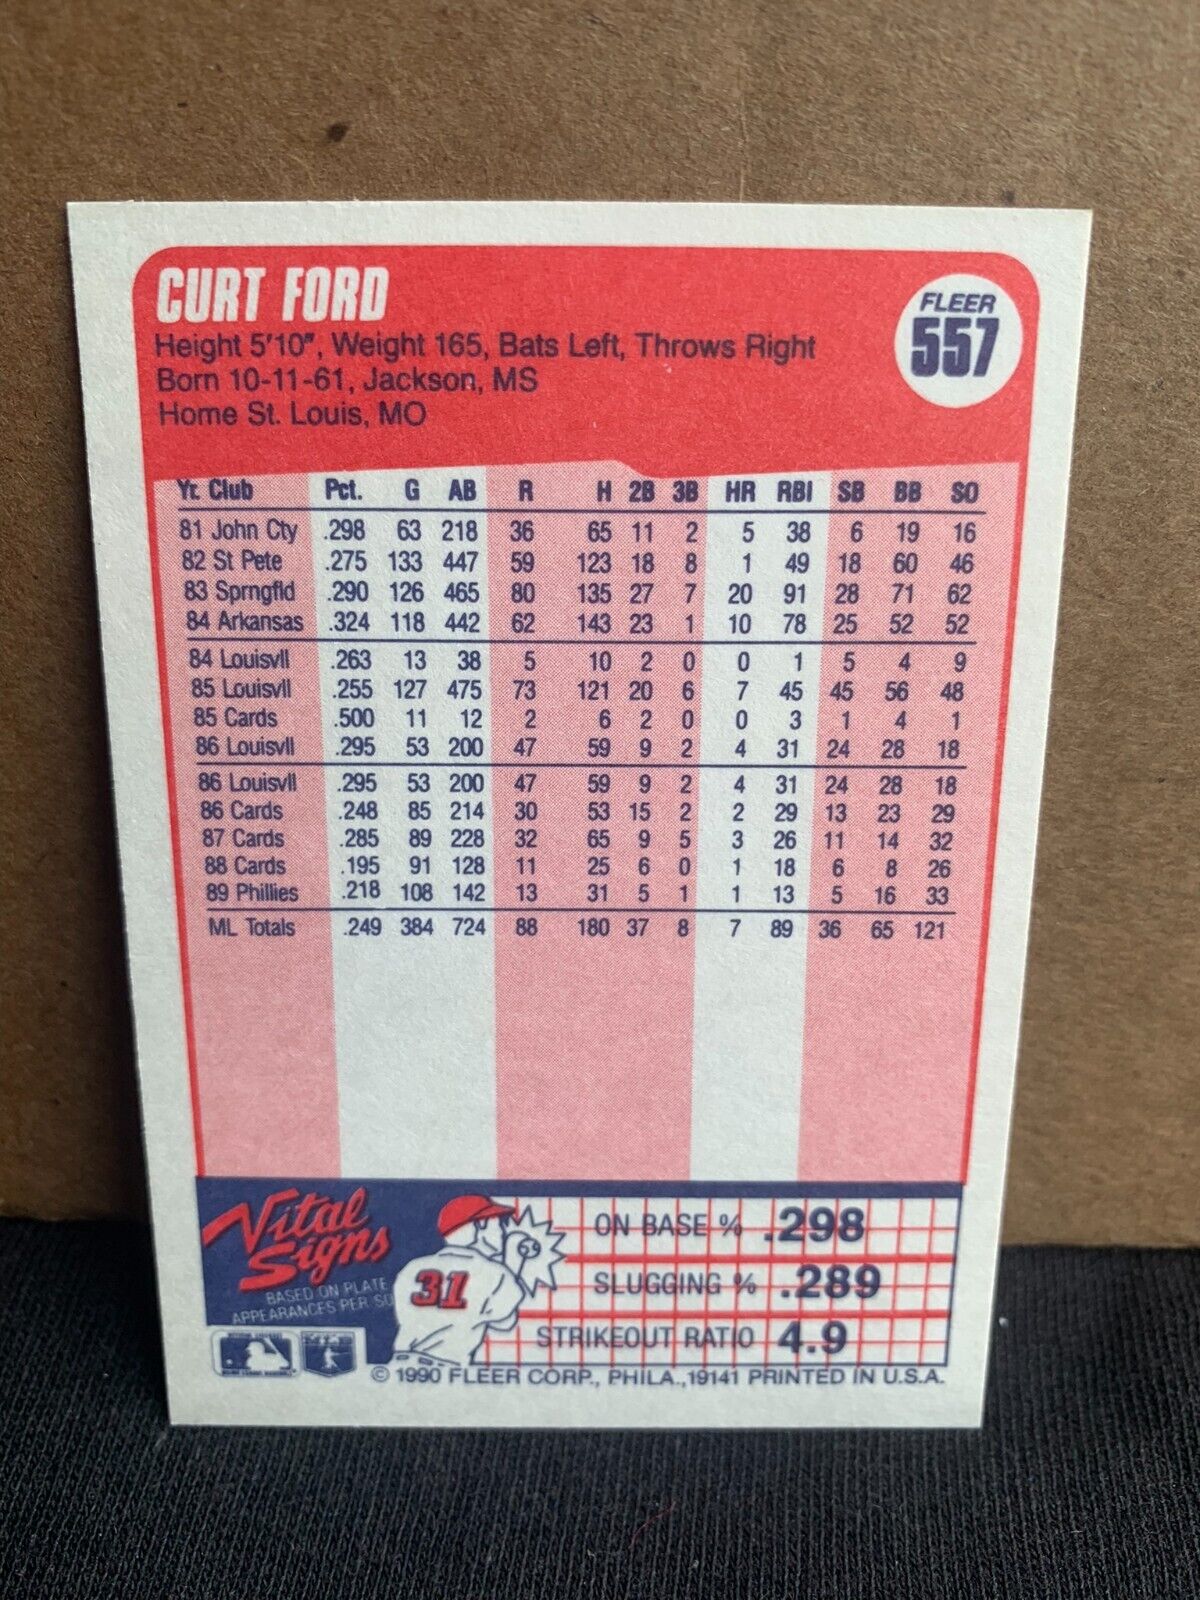 CURT FORD
FLEER
557
Height 5'10", Weight 165, Bats Left, Throws Right
Born 10-11-61, Jackson, MS
Home St. Louis, MO
Yr. Club Pct. G AB R H 2B 3B HR RBI SB BB SO
81 John Cty .298 63 218 36 65 11 2 5 38 6 19 16
82 St Pete .275 133 447 59 123 18 8 1 49 18 60 46
83 Sprngfld .290 126 465 80 135 27 7 20 91 28 71 62
84 Arkansas .324 118 442 62 143 23 1 10 78 25 52 52
84 Louisvll .263 13 38 5 10 2 0 0 1 5 4 9
85 Louisvll .255 127 475 73 121 20 6 7 45 45 56 48
85 Cards .500 11 12 2 6 2 0 0 3 1 4 1
86 Louisvll .295 53 200 47 59 9 2 4 31 24 28 18
86 Louisvll .295 53 200 47 59 9 2 4 31 24 28 18
86 Cards .248 85 214 30 53 15 2 2 29 13 23 29
87 Cards .285 89 228 32 65 9 5 3 26 11 14 32
88 Cards .195 91 128 11 25 6 0 1 18 6 8 26
89 Phillies .218 108 142 13 31 5 1 1 13 5 16 33
ML Totals .249 384 724 88 180 37 8 7 89 36 65 121
Vital
Signs
BASED ON PLATE
APPEARANCES PER SO
31
ON BASE % .298
SLUGGING % .289
STRIKEOUT RATIO 4.9
© 1990 FLEER CORP., PHILA.,19141 PRINTED IN U.S.A.